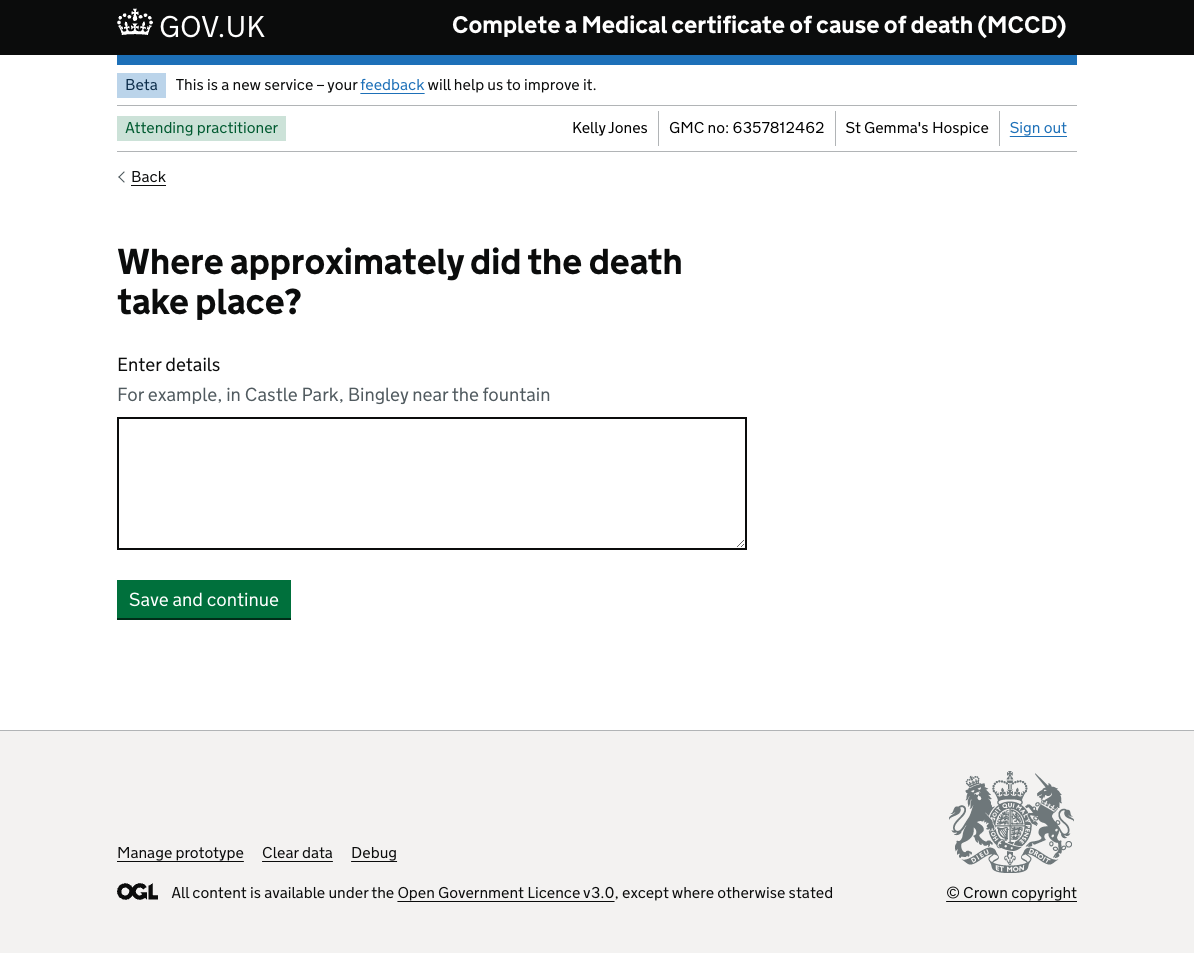 GOV.UK
Complete a Medical certificate of cause of death (MCCD)
Beta This is a new service – your feedback will help us to improve it.
Attending practitioner Kelly Jones GMC no: 6357812462 St Gemma's Hospice Sign out
Back
Where approximately did the death
take place?
Enter details
For example, in Castle Park, Bingley near the fountain
Save and continue
Manage prototype Clear data Debug
OGL All content is available under the Open Government Licence v3.0, except where otherwise stated
DIEU ET MON DROIT
© Crown copyright